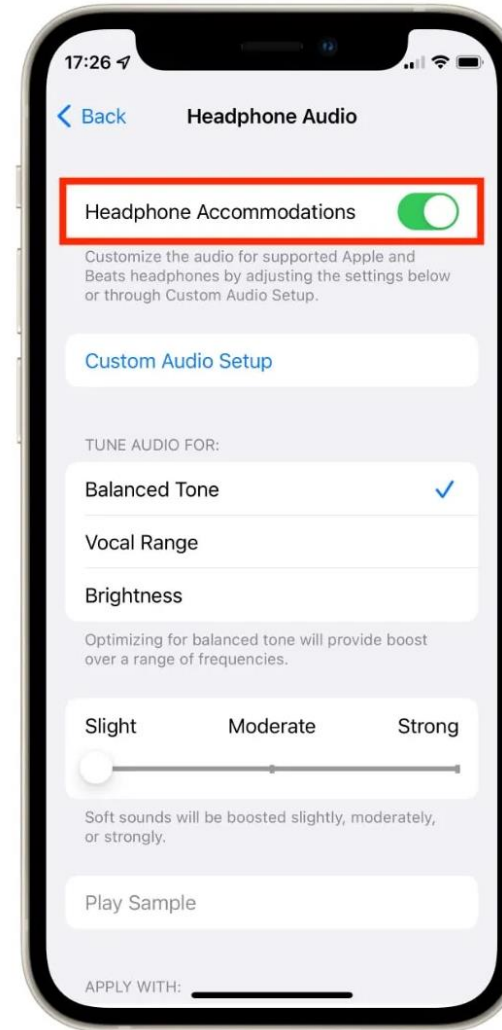 17:26
Back
Headphone Audio
Headphone Accommodations
Customize the audio for supported Apple and
Beats headphones by adjusting the settings below
or through Custom Audio Setup.
Custom Audio Setup
TUNE AUDIO FOR:
Balanced Tone
Vocal Range
Brightness
Optimizing for balanced tone will provide boost
over a range of frequencies.
Slight Moderate Strong
Soft sounds will be boosted slightly, moderately,
or strongly.
Play Sample
APPLY WITH: